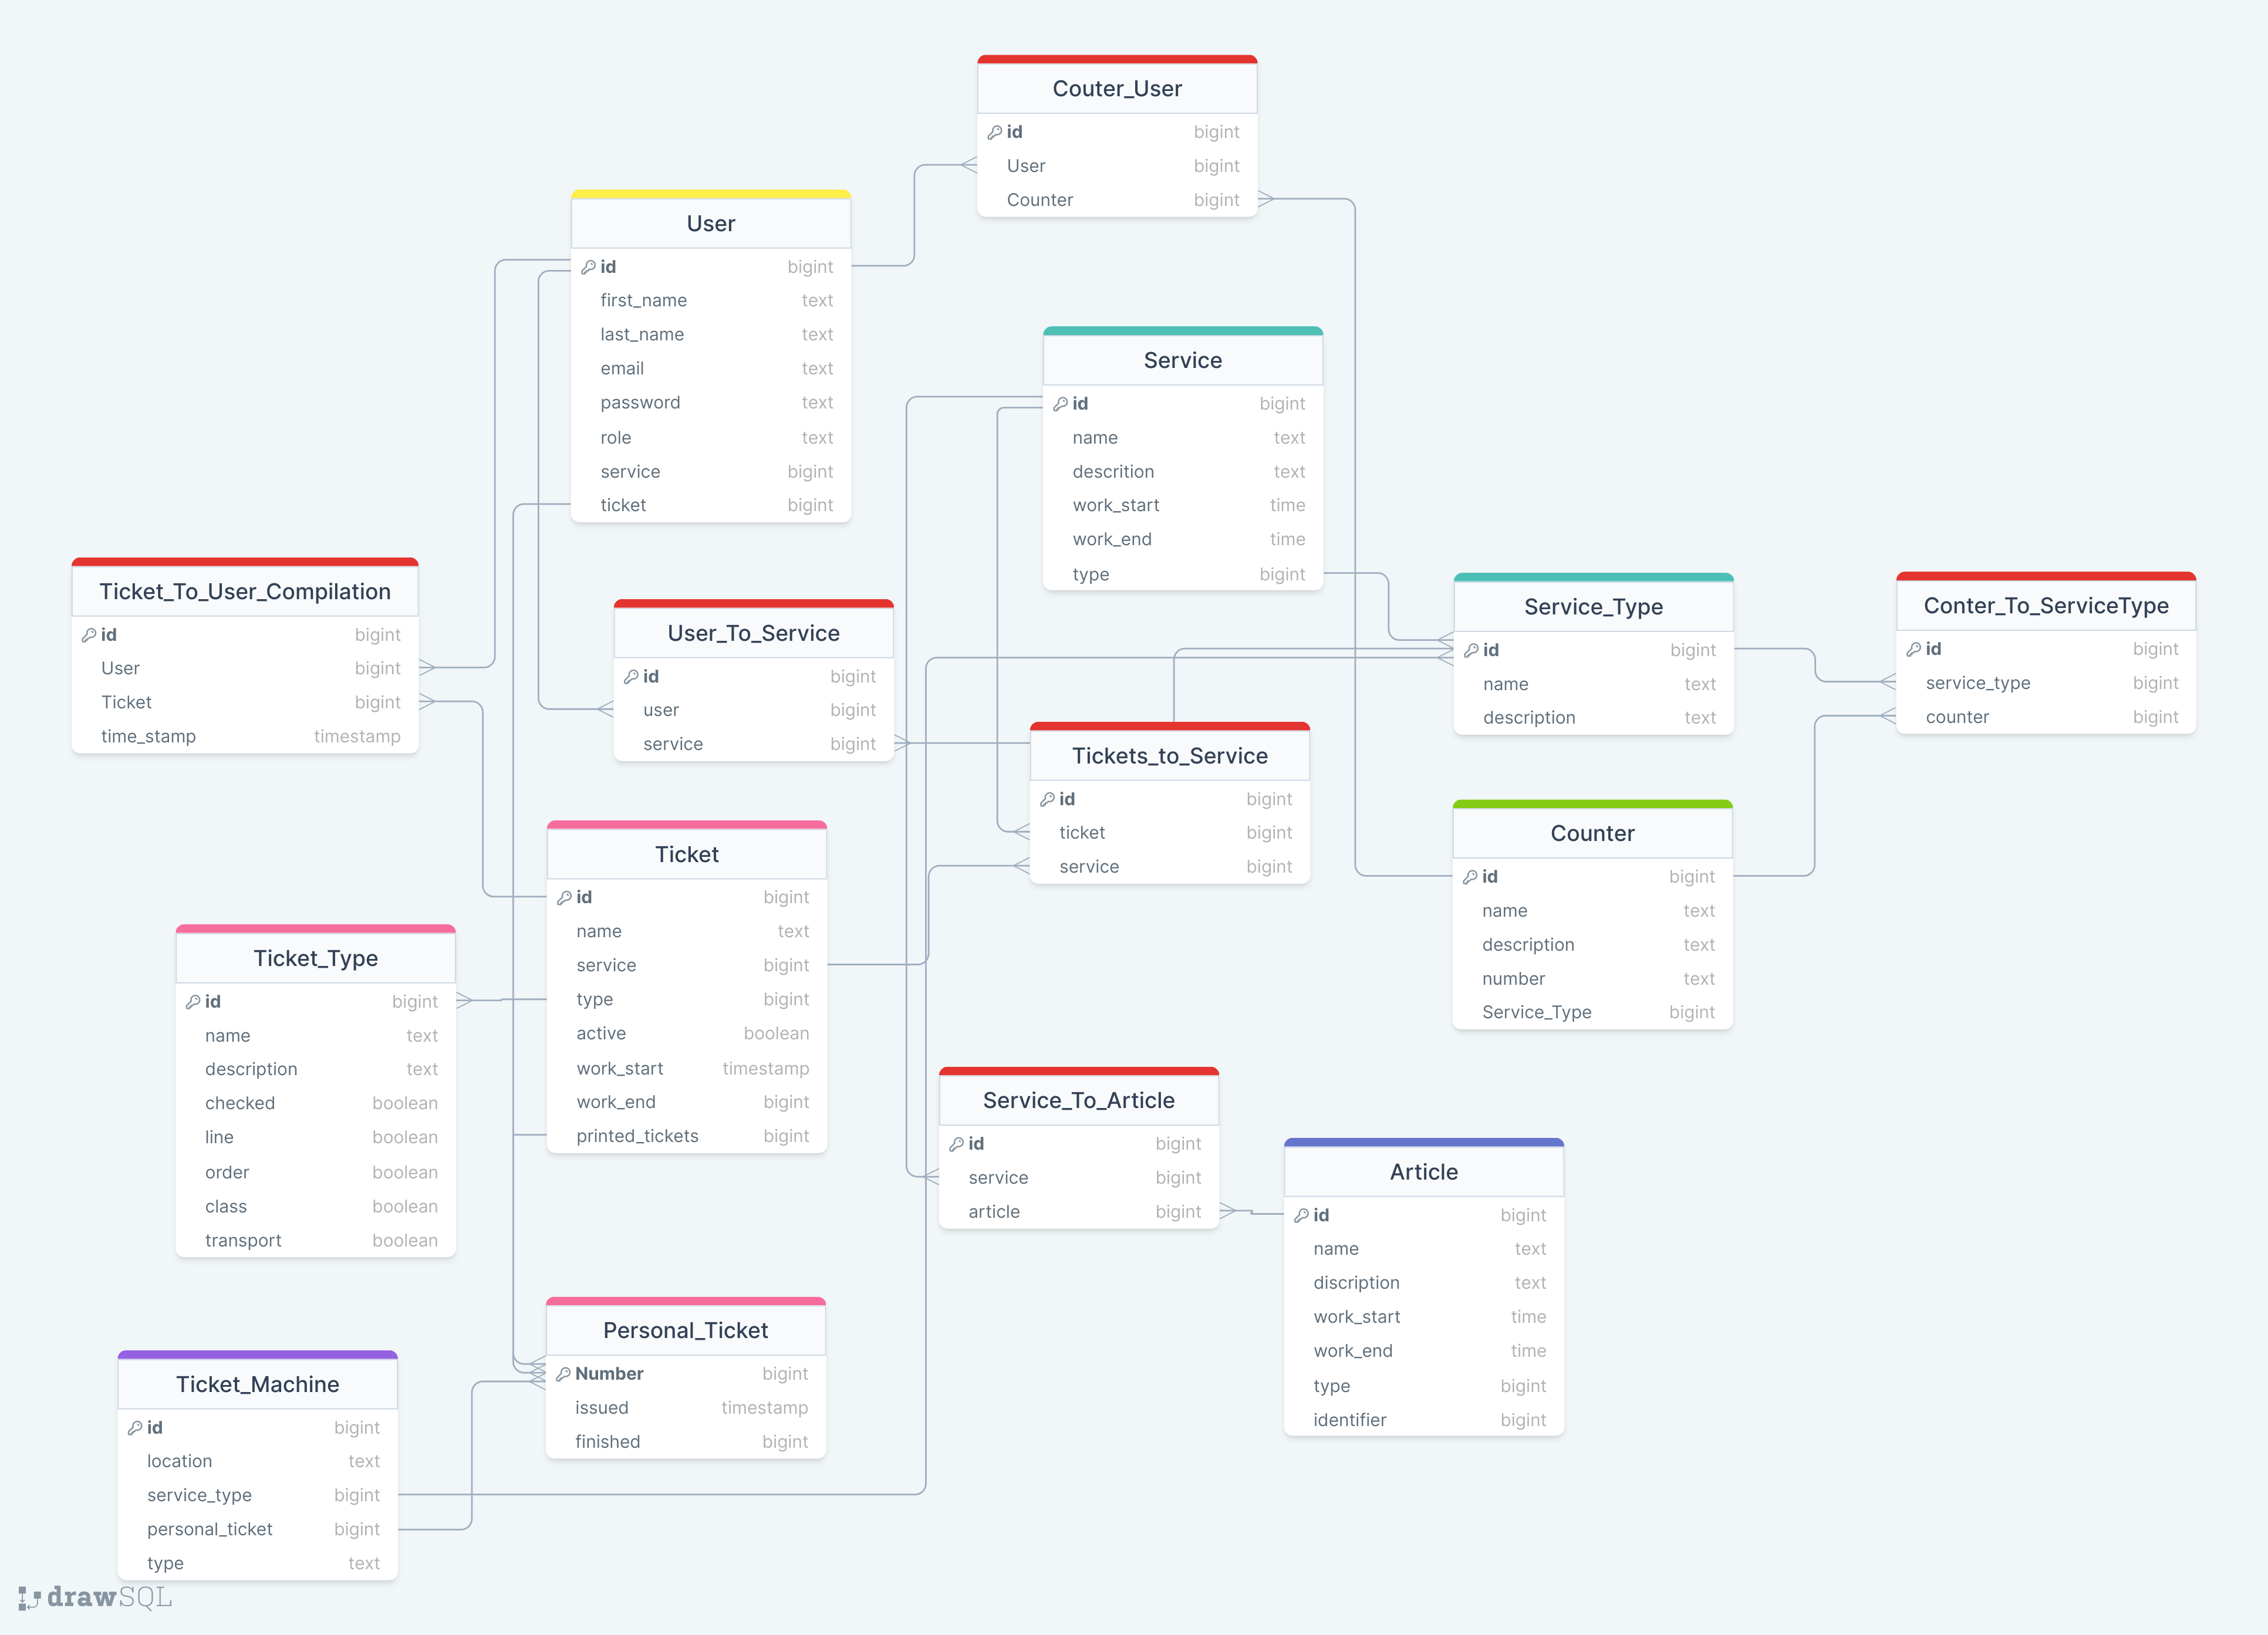 Couter_User
id bigint
User bigint
Counter bigint
User
id bigint
first_name text
last_name text
email text
password text
role text
service bigint
ticket bigint
Service
id bigint
name text
descrition text
work_start time
work_end time
type bigint
Ticket_To_User_Compilation
id bigint
User bigint
Ticket bigint
time_stamp timestamp
User_To_Service
id bigint
user bigint
service bigint
Service_Type
id bigint
name text
description text
Conter_To_ServiceType
id bigint
service_type bigint
counter bigint
Tickets_to_Service
id bigint
ticket bigint
service bigint
Ticket
id bigint
name text
service bigint
type bigint
active boolean
work_start timestamp
work_end bigint
printed_tickets bigint
Counter
id bigint
name text
description text
number text
Service_Type bigint
Ticket_Type
id bigint
name text
description text
checked boolean
line boolean
order boolean
class boolean
transport boolean
Service_To_Article
id bigint
service bigint
article bigint
Article
id bigint
name text
discription text
work_start time
work_end time
type bigint
identifier bigint
Personal_Ticket
Number bigint
issued timestamp
finished bigint
Ticket_Machine
id bigint
location text
service_type bigint
personal_ticket bigint
type text
drawSQL